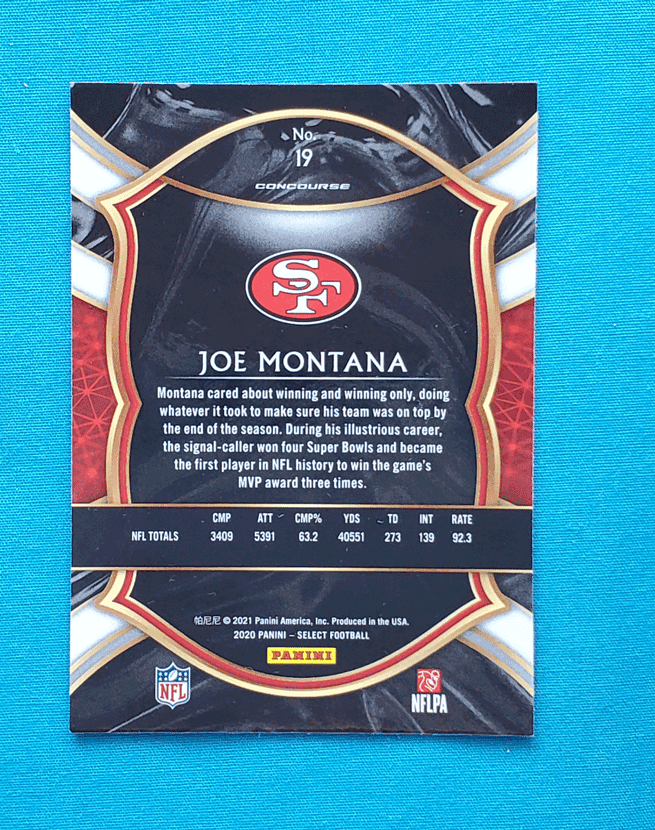 No.
19
CONCOURSE
SF
JOE MONTANA
Montana cared about winning and winning only, doing
whatever it took to make sure his team was on top by
the end of the season. During his illustrious career,
the signal-caller won four Super Bowls and became
the first player in NFL history to win the game's
MVP award three times.
CMP ATT CMP% YDS TD INT RATE
NFL TOTALS 3409 5391 63.2 40551 273 139 92.3
帕尼尼 © 2021 Panini America, Inc. Produced in the USA.
2020 PANINI – SELECT FOOTBALL
PANINI
NFL
NFLPA